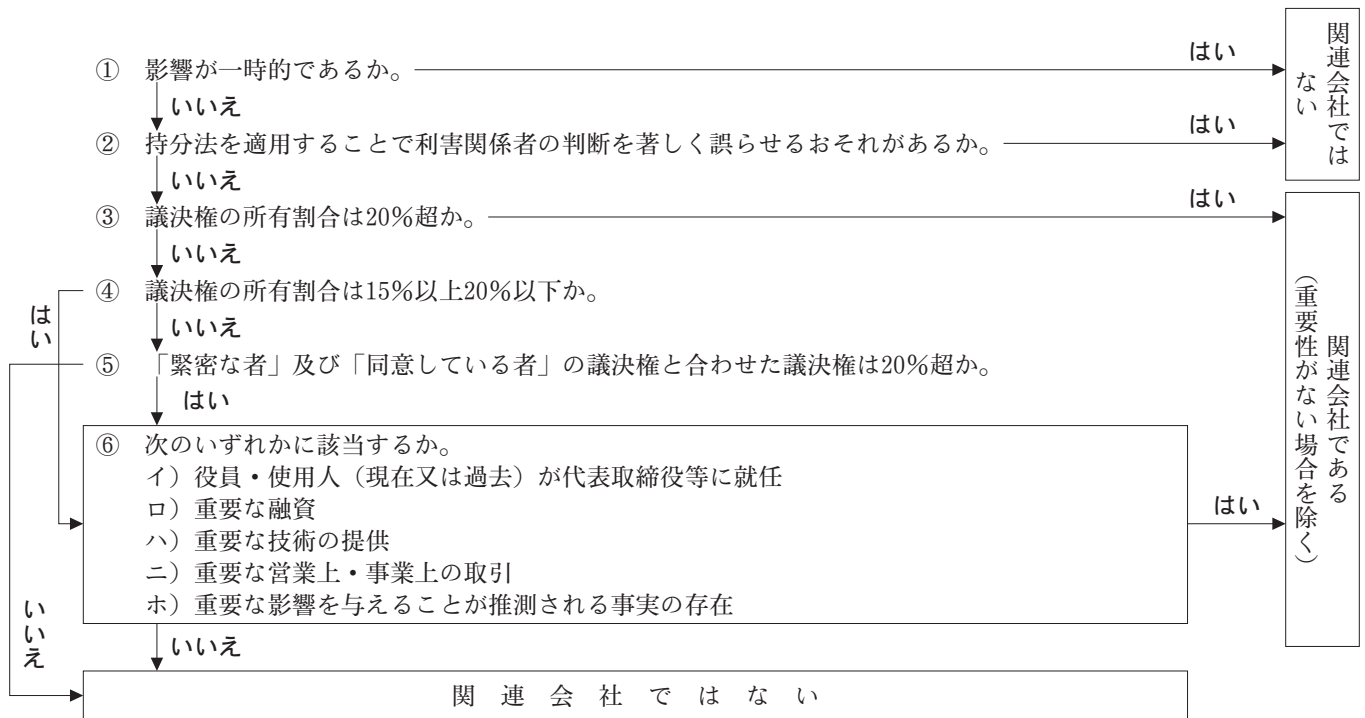 ① 影響が一時的であるか。
はい
いいえ
② 持分法を適用することで利害関係者の判断を著しく誤らせるおそれがあるか。
はい
いいえ
③ 議決権の所有割合は20％超か。
はい
いいえ
④ 議決権の所有割合は15％以上20％以下か。
はい
いいえ
⑤ 「緊密な者」及び「同意している者」の議決権と合わせた議決権は20％超か。
はい
いいえ
⑥ 次のいずれかに該当するか。
イ）役員・使用人（現在又は過去）が代表取締役等に就任
ロ）重要な融資
ハ）重要な技術の提供
ニ）重要な営業上・事業上の取引
ホ）重要な影響を与えることが推測される事実の存在
はい
いいえ
関連会社ではない
関連会社では
ない
関連会社である
（重要性がない場合を除く）